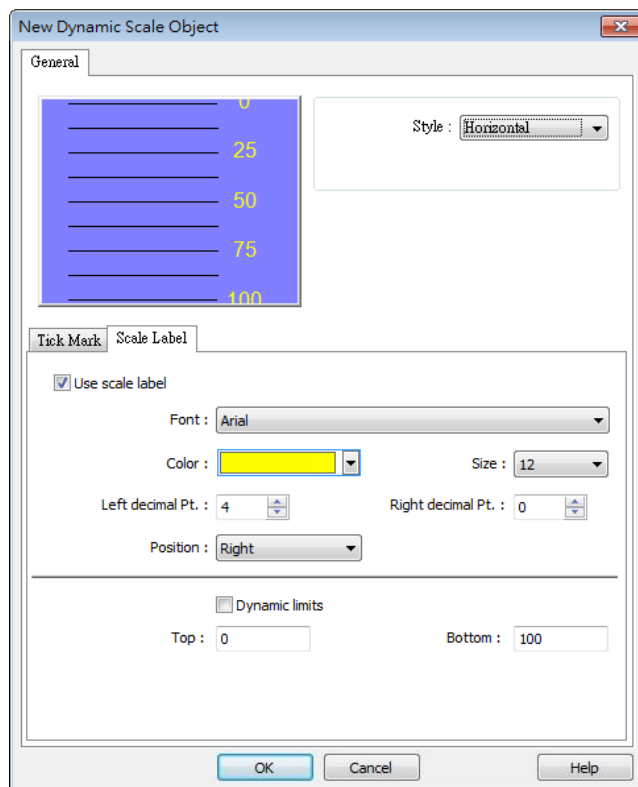 New Dynamic Scale Object
General
0
25
50
75
100
Style : Horizontal
Tick Mark Scale Label
Use scale label
Font : Arial
Color : Size : 12
Left decimal Pt. : 4 Right decimal Pt. : 0
Position : Right
Dynamic limits
Top : 0 Bottom : 100
OK Cancel Help